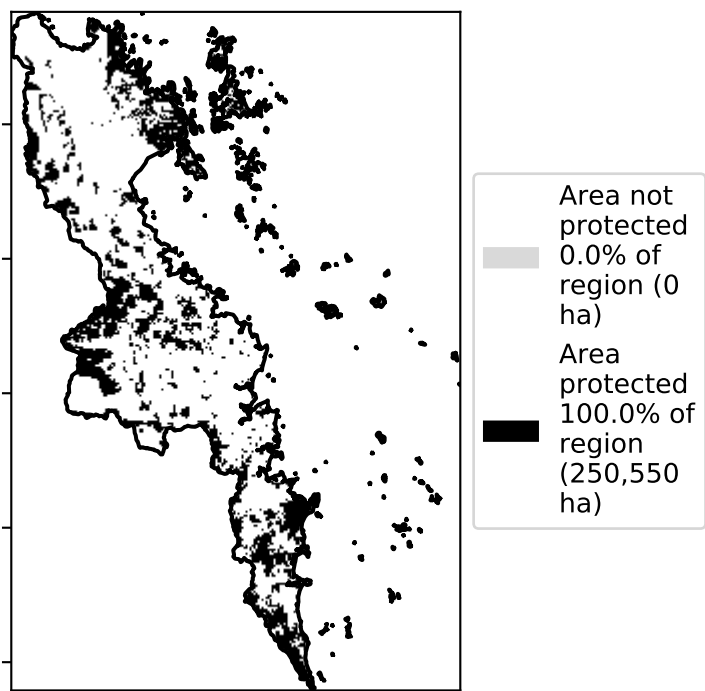 Area not
protected
0.0% of
region (0
ha)
Area
protected
100.0% of
region
(250,550
ha)